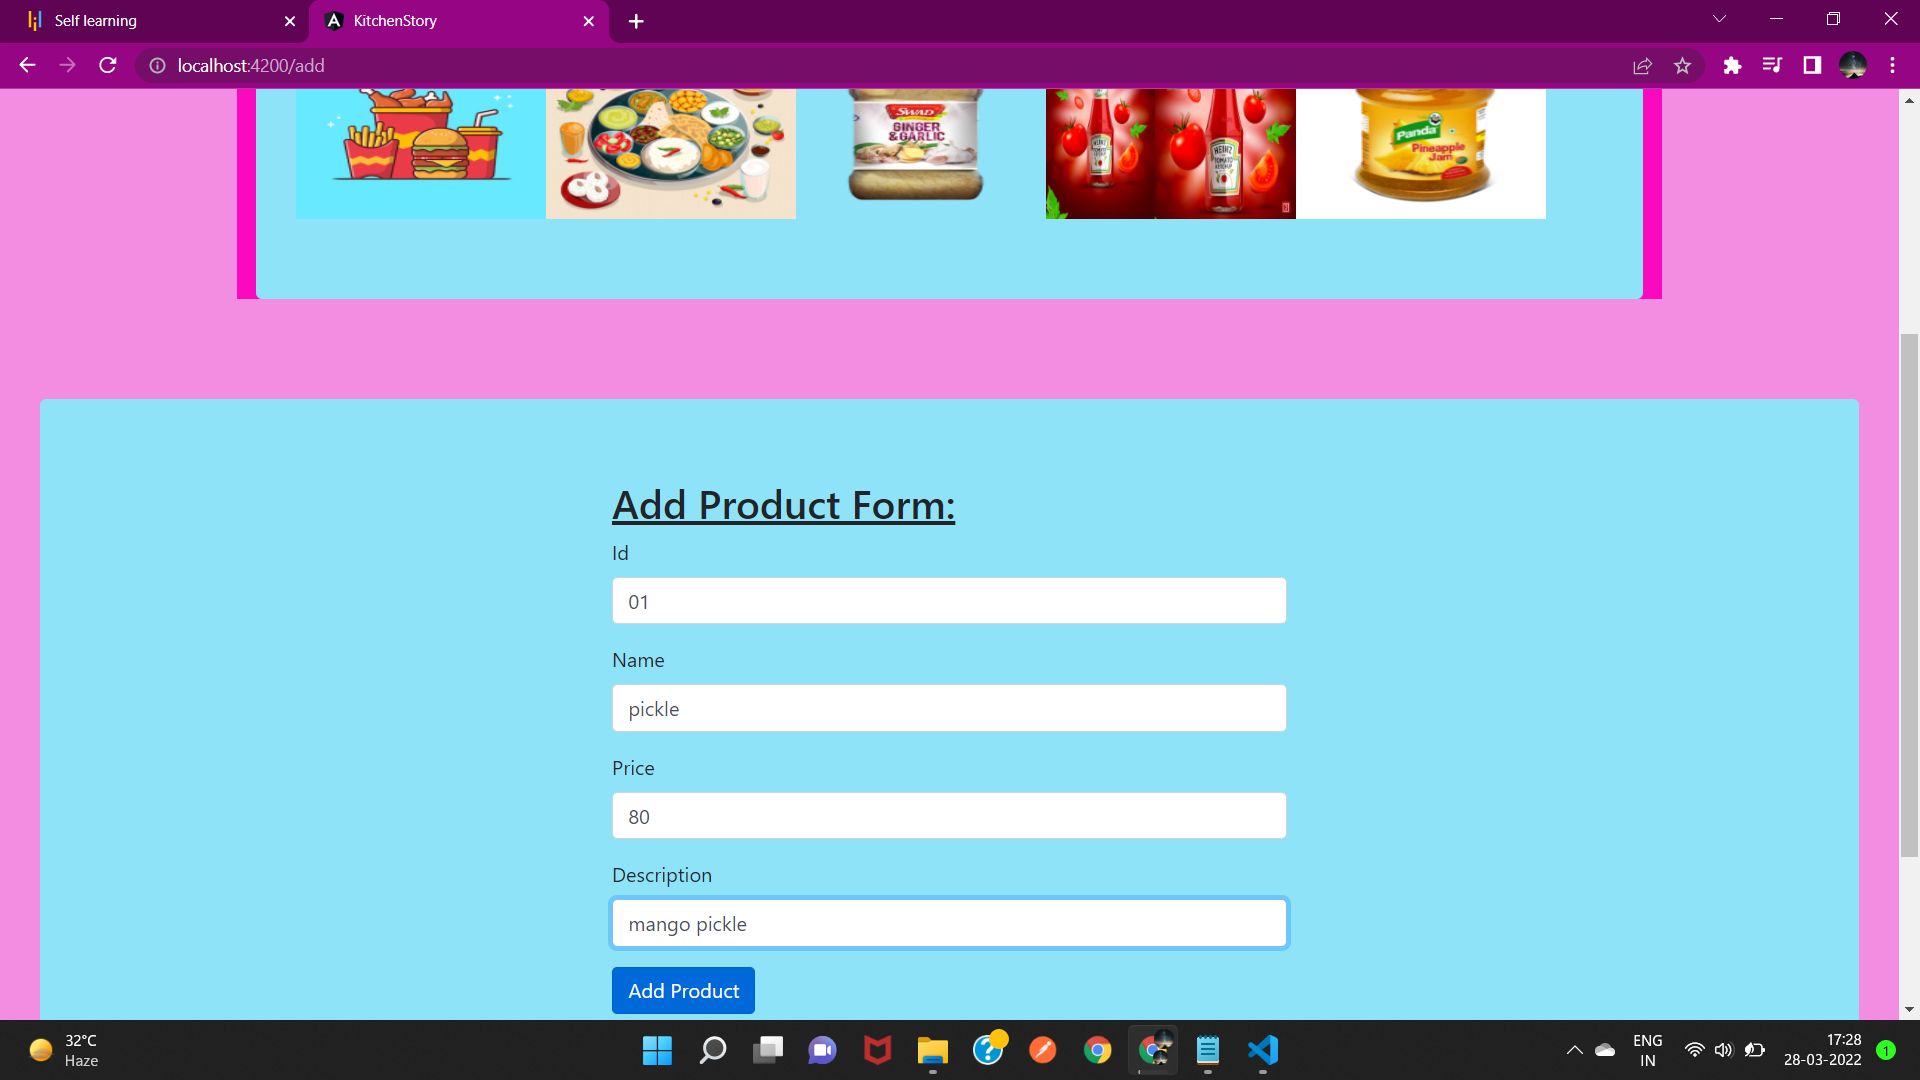 Self learning
KitchenStory
localhost:4200/add
SWAD
GINGER
& GARLIC
HEINZ
TOMATO
KETCHUP
HEINZ
TOMATO
KETCHUP
Panda
Pineapple
Jam
Add Product Form:
Id
01
Name
pickle
Price
80
Description
mango pickle
Add Product
32°C
Haze
ENG
IN
17:28
28-03-2022
1